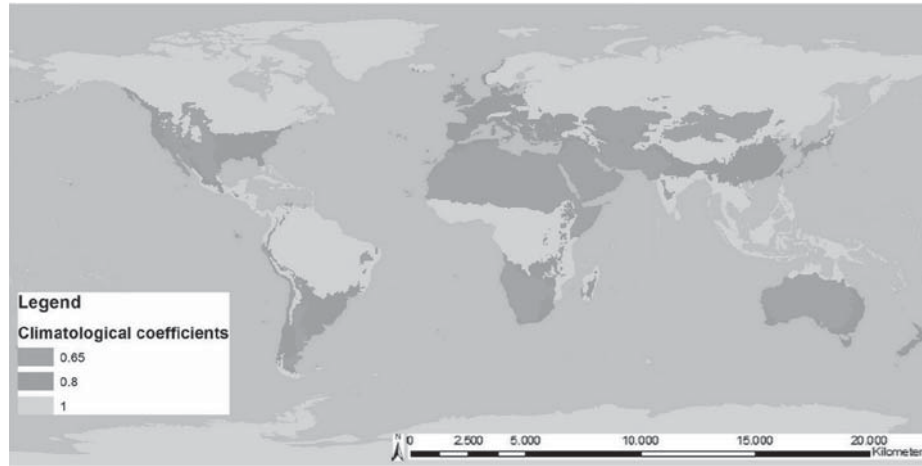 Legend
Climatological coefficients
0.65
0.8
1
N
0 2.500 5.000 10.000 15.000 20.000
Kilometer